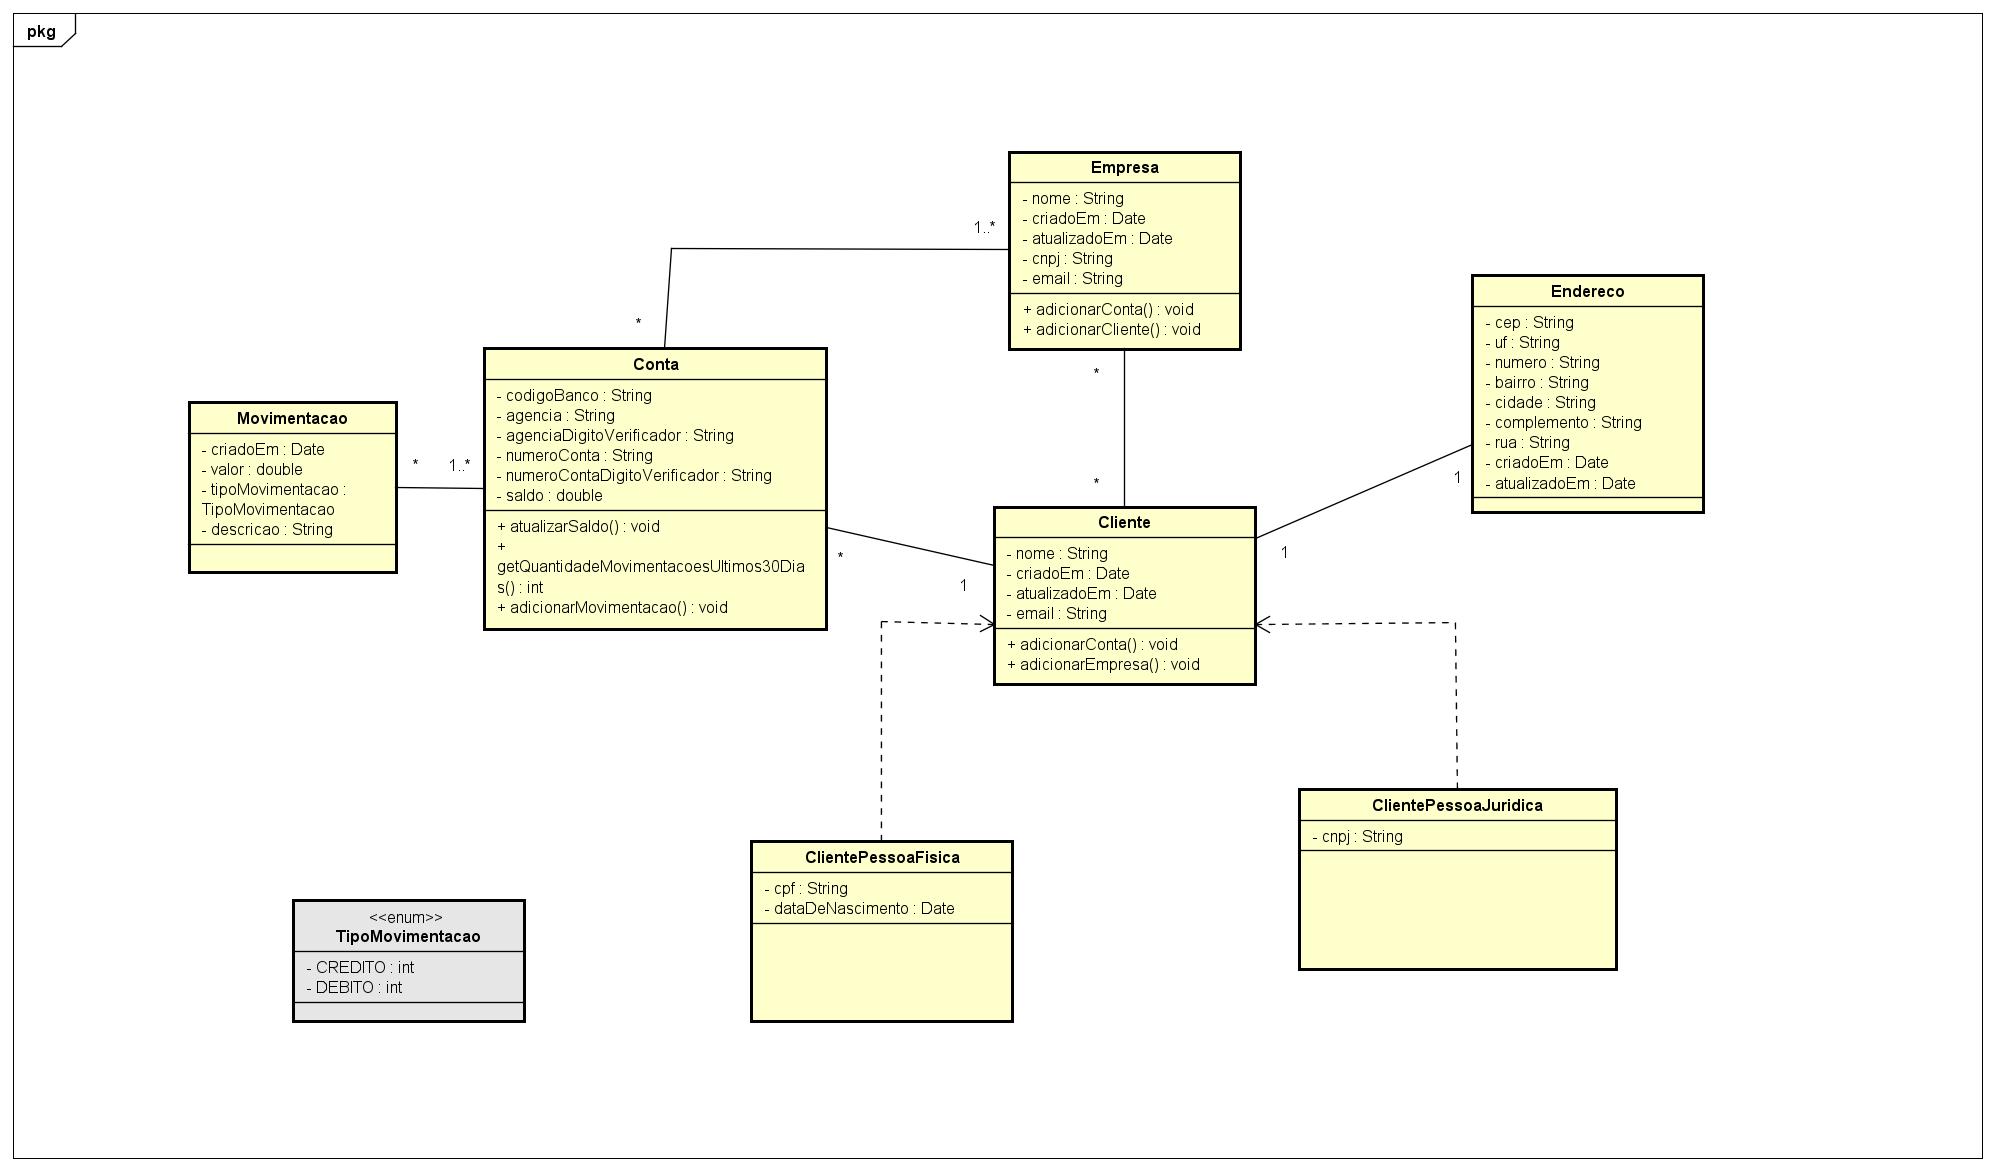 pkg
Empresa
- nome : String
- criadoEm : Date
- atualizadoEm : Date
- cnpj : String
- email : String
+ adicionarConta() : void
+ adicionarCliente() : void
1..*
*
*
*
Endereco
- cep : String
- uf : String
- numero : String
- bairro : String
- cidade : String
- complemento : String
- rua : String
- criadoEm : Date
- atualizadoEm : Date
1
1
Conta
- codigoBanco : String
- agencia : String
- agenciaDigitoVerificador : String
- numeroConta : String
- numeroContaDigitoVerificador : String
- saldo : double
+ atualizarSaldo() : void
+
getQuantidadeMovimentacoesUltimos30Dia
s() : int
+ adicionarMovimentacao() : void
*
1
Movimentacao
- criadoEm : Date
- valor : double
- tipoMovimentacao :
TipoMovimentacao
- descricao : String
*
1..*
Cliente
- nome : String
- criadoEm : Date
- atualizadoEm : Date
- email : String
+ adicionarConta() : void
+ adicionarEmpresa() : void
ClientePessoaJuridica
- cnpj : String
ClientePessoaFisica
- cpf : String
- dataDeNascimento : Date
<<enum>>
TipoMovimentacao
- CREDITO : int
- DEBITO : int